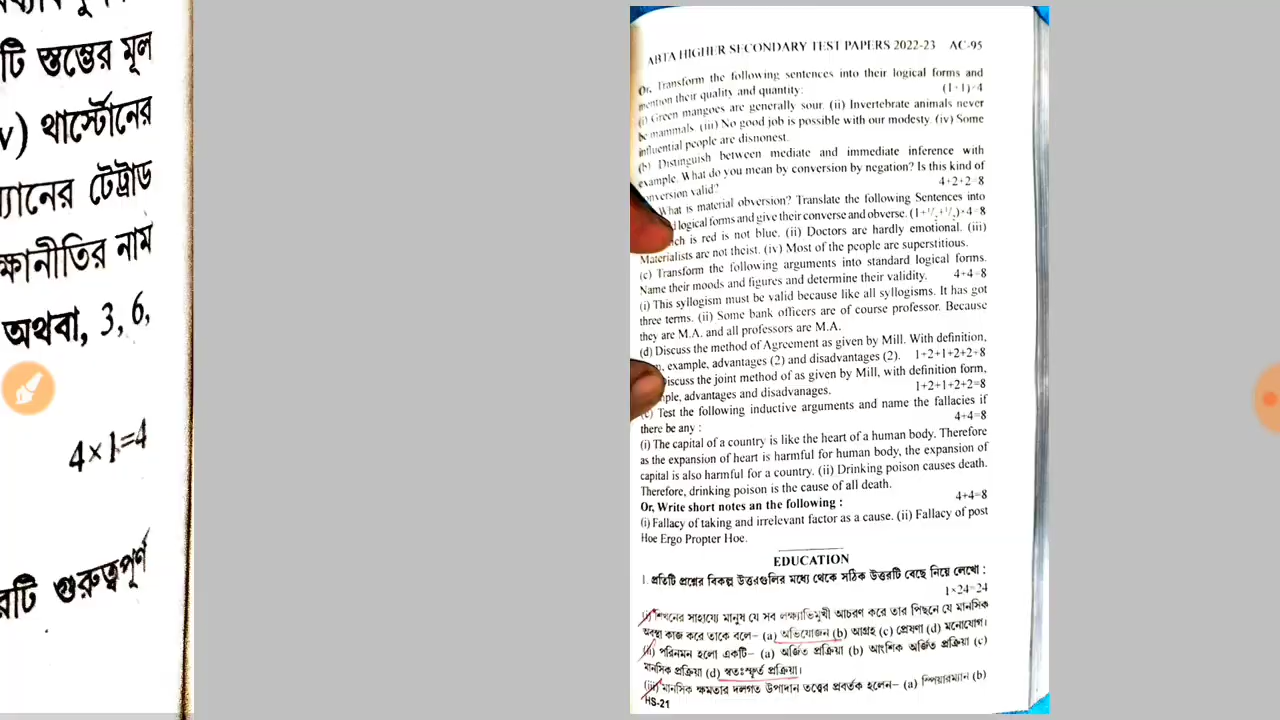 টি স্তম্ভের মূল
v) থার্স্টোনের
্যানের টেট্রাড
ক্ষানীতির নাম
অথবা, 3, 6,
4×1=4
রটি গুরুত্বপূর্ণ
ABTA HIGHER SECONDARY TEST PAPERS 2022-23 AC-95
Or, Transform the following sentences into their logical forms and
mention their quality and quantity: (1+1)×4
(i) Green mangoes are generally sour. (ii) Invertebrate animals never
be mammals. (iii) No good job is possible with our modesty. (iv) Some
influential people are dishonest.
(b) Distinguish between mediate and immediate inference with
example. What do you mean by conversion by negation? Is this kind of
conversion valid? 4+2+2=8
What is material obversion? Translate the following Sentences into
logical forms and give their converse and obverse. (1+½+½)×4=8
is red is not blue. (ii) Doctors are hardly emotional. (iii)
Materialists are not theist. (iv) Most of the people are superstitious.
(c) Transform the following arguments into standard logical forms.
Name their moods and figures and determine their validity. 4+4=8
(i) This syllogism must be valid because like all syllogisms. It has got
three terms. (ii) Some bank officers are of course professor. Because
they are M.A. and all professors are M.A.
(d) Discuss the method of Agreement as given by Mill. With definition,
example, advantages (2) and disadvantages (2). 1+2+1+2+2=8
iscuss the joint method of as given by Mill, with definition form,
mple, advantages and disadvanages. 1+2+1+2+2=8
(e) Test the following inductive arguments and name the fallacies if
there be any : 4+4=8
(i) The capital of a country is like the heart of a human body. Therefore
as the expansion of heart is harmful for human body, the expansion of
capital is also harmful for a country. (ii) Drinking poison causes death.
Therefore, drinking poison is the cause of all death.
Or, Write short notes an the following : 4+4=8
(i) Fallacy of taking and irrelevant factor as a cause. (ii) Fallacy of post
Hoe Ergo Propter Hoe.
EDUCATION
1. প্রতিটি প্রশ্নের বিকল্প উত্তরগুলির মধ্যে থেকে সঠিক উত্তরটি বেছে নিয়ে লেখো :
1×24=24
(i) শিখনের সাহায্যে মানুষ যে সব লক্ষ্যাভিমুখী আচরণ করে তার পিছনে যে মানসিক
অবস্থা কাজ করে তাকে বলে– (a) অভিযোজন (b) আগ্রহ (c) প্রেষণা (d) মনোযোগ।
(ii) পরিনমন হলো একটি– (a) অর্জিত প্রক্রিয়া (b) আংশিক অর্জিত প্রক্রিয়া (c)
মানসিক প্রক্রিয়া (d) স্বতঃস্ফূর্ত প্রক্রিয়া।
(iii) মানসিক ক্ষমতার দলগত উপাদান তত্ত্বের প্রবর্তক হলেন– (a) স্পিয়ারম্যান (b)
HS-21